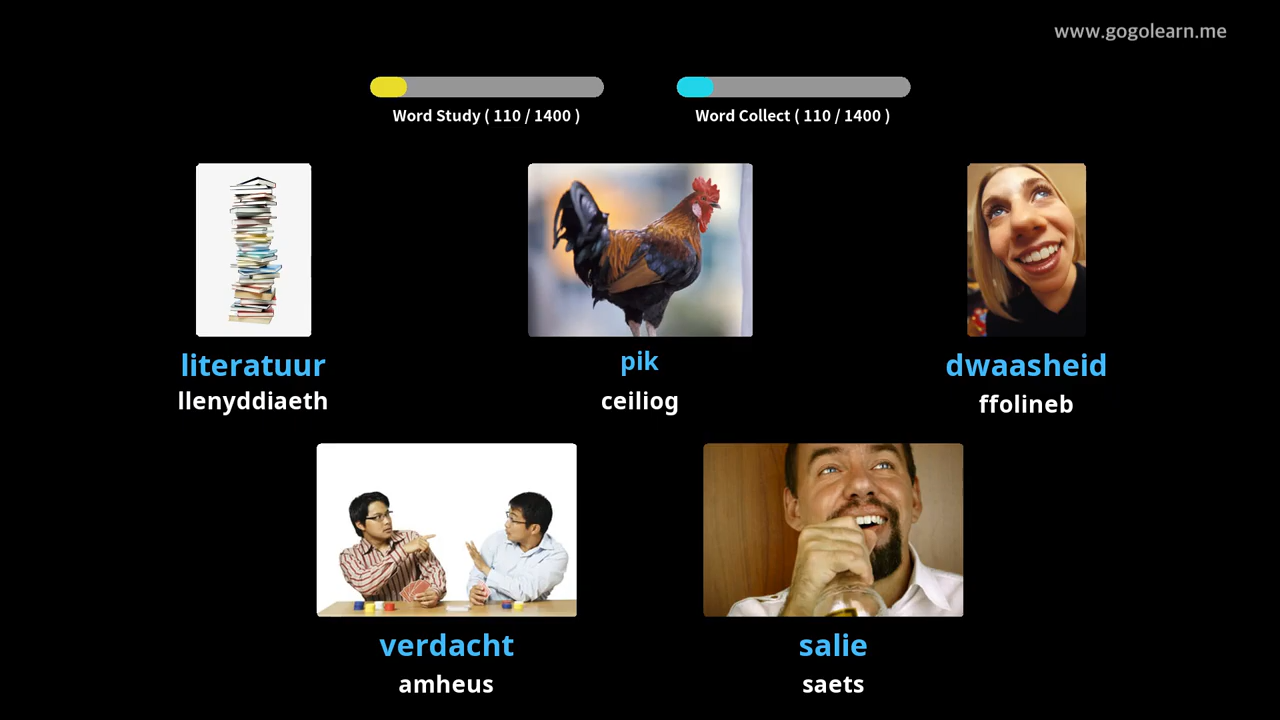 www.gogolearn.me
Word Study ( 110 / 1400 )
Word Collect ( 110 / 1400 )
literatuur
llenyddiaeth
pik
ceiliog
dwaasheid
ffolineb
verdacht
amheus
salie
saets